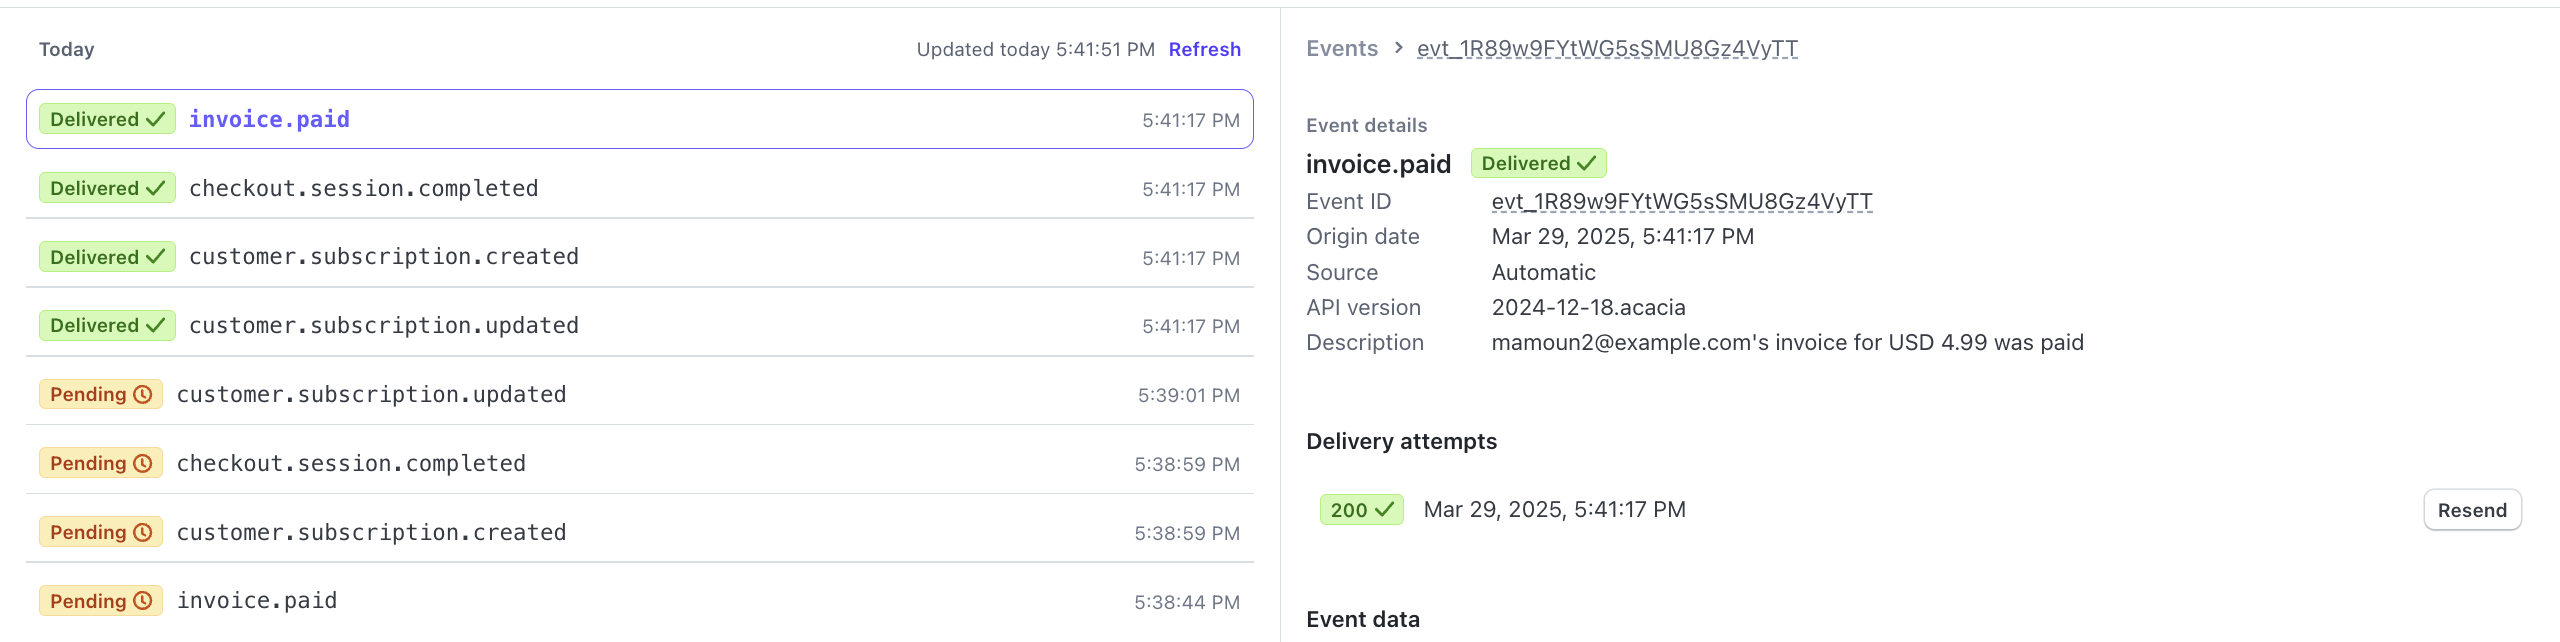 Today
Updated today 5:41:51 PM Refresh
Delivered invoice.paid 5:41:17 PM
Delivered checkout.session.completed 5:41:17 PM
Delivered customer.subscription.created 5:41:17 PM
Delivered customer.subscription.updated 5:41:17 PM
Pending customer.subscription.updated 5:39:01 PM
Pending checkout.session.completed 5:38:59 PM
Pending customer.subscription.created 5:38:59 PM
Pending invoice.paid 5:38:44 PM
Events > evt_1R89w9FYtWG5sSMU8Gz4VyTT
Event details
invoice.paid Delivered
Event ID evt_1R89w9FYtWG5sSMU8Gz4VyTT
Origin date Mar 29, 2025, 5:41:17 PM
Source Automatic
API version 2024-12-18.acacia
Description mamoun2@example.com's invoice for USD 4.99 was paid
Delivery attempts
200 Mar 29, 2025, 5:41:17 PM Resend
Event data